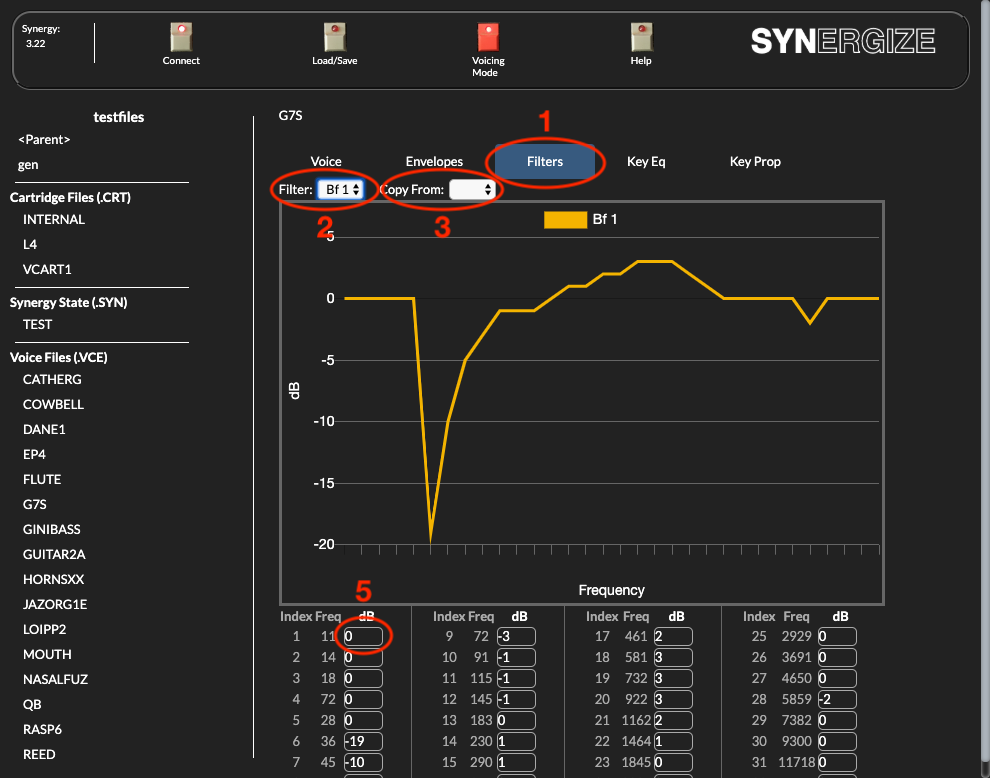 Synergy:
3.22
Connect
Load/Save
Voicing
Mode
Help
SYNERGIZE
testfiles
<Parent>
gen
Cartridge Files (.CRT)
INTERNAL
L4
VCART1
Synergy State (.SYN)
TEST
Voice Files (.VCE)
CATHERG
COWBELL
DANE1
EP4
FLUTE
G7S
GINIBASS
GUITAR2A
HORNSXX
JAZORG1E
LOIPP2
MOUTH
NASALFUZ
QB
RASP6
REED
G7S
1
Voice Envelopes Filters Key Eq Key Prop
Filter: Bf 1 Copy From:
2 3
Bf 1
5
0
-5
-10
-15
-20
dB
Frequency
5
Index Freq dB Index Freq dB Index Freq dB Index Freq dB
1 11 0 9 72 -3 17 461 2 25 2929 0
2 14 0 10 91 -1 18 581 3 26 3691 0
3 18 0 11 115 -1 19 732 3 27 4650 0
4 72 0 12 145 -1 20 922 3 28 5859 -2
5 28 0 13 183 0 21 1162 2 29 7382 0
6 36 -19 14 230 1 22 1464 1 30 9300 0
7 45 -10 15 290 1 23 1845 0 31 11718 0